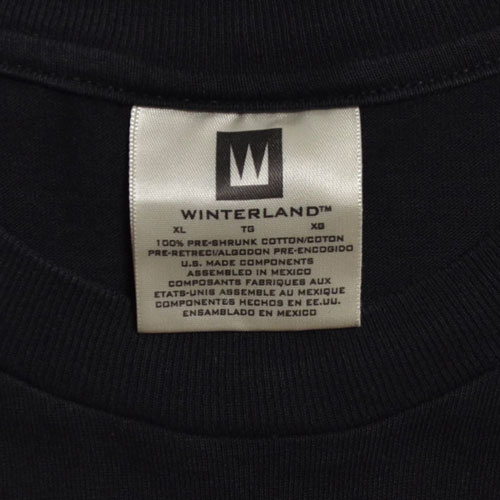 W
WINTERLAND™
XL TG XG
100% PRE-SHRUNK COTTON/COTON
PRE-RETRECI/ALGODON PRE-ENCOGIDO
U.S. MADE COMPONENTS
ASSEMBLED IN MEXICO
COMPOSANTS FABRIQUES AUX
ETATS-UNIS ASSEMBLE AU MEXIQUE
COMPONENTES HECHOS EN EE.UU.
ENSAMBLADO EN MEXICO